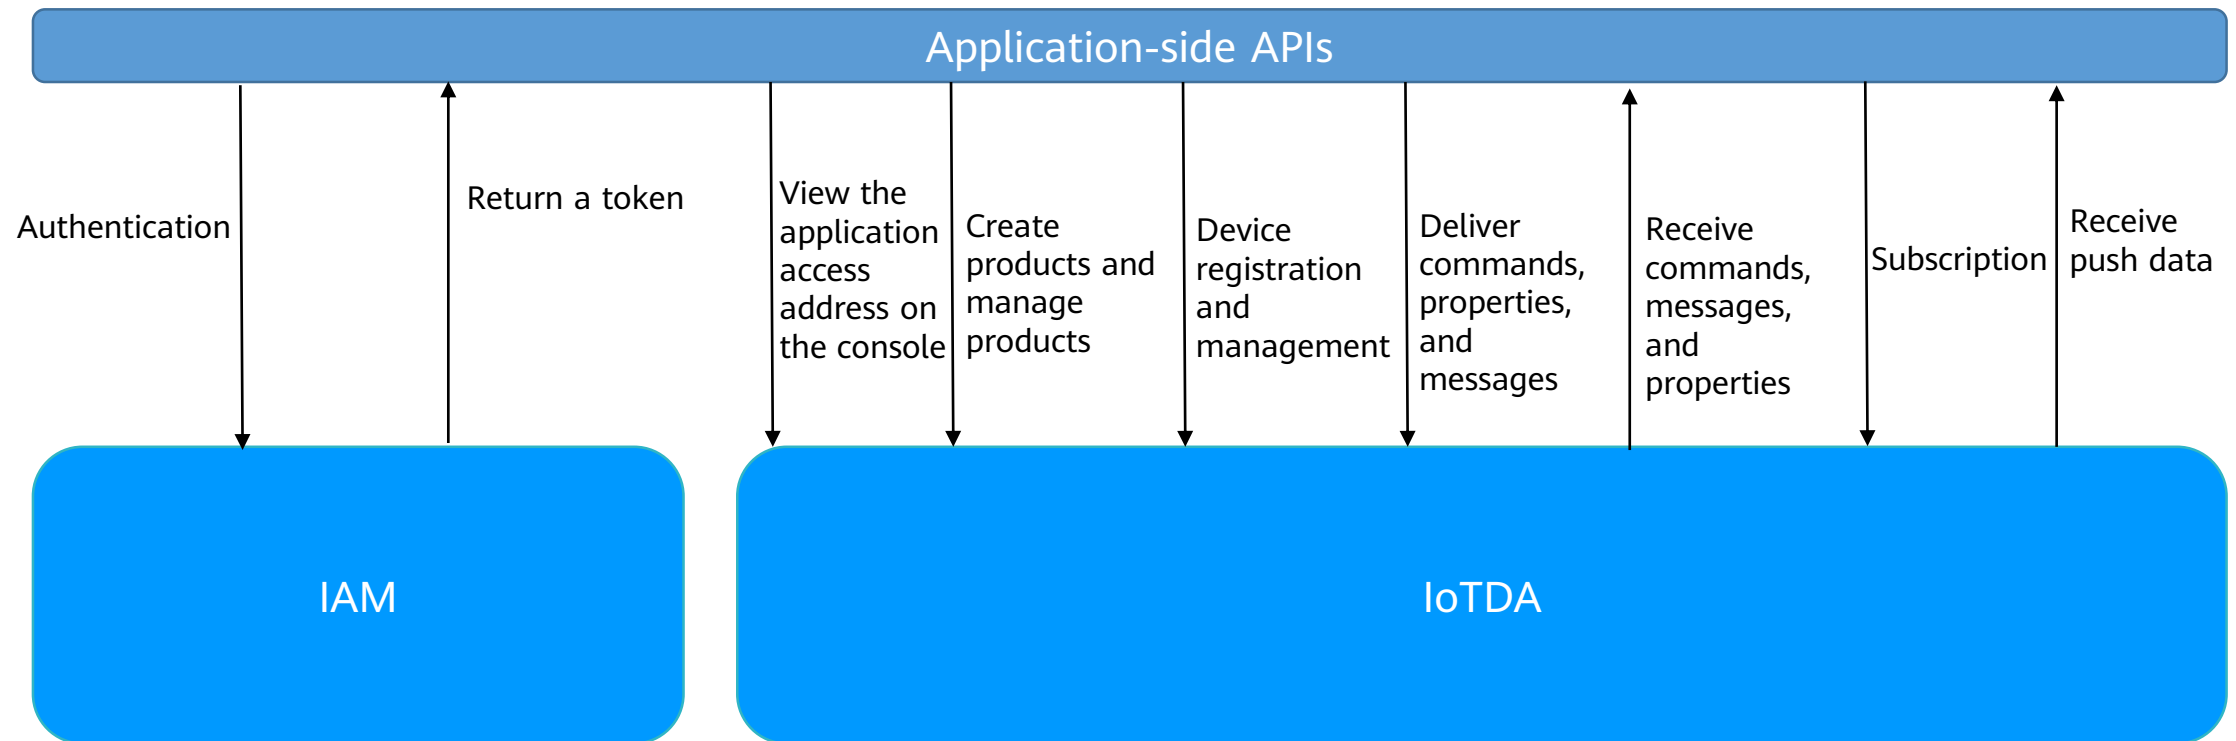 Application-side APIs
Authentication
Return a token
View the
application
access
address on
the console
Create
products and
manage
products
Device
registration
and
management
Deliver
commands,
properties,
and
messages
Receive
commands,
messages,
and
properties
Subscription
Receive
push data
IAM
IoTDA